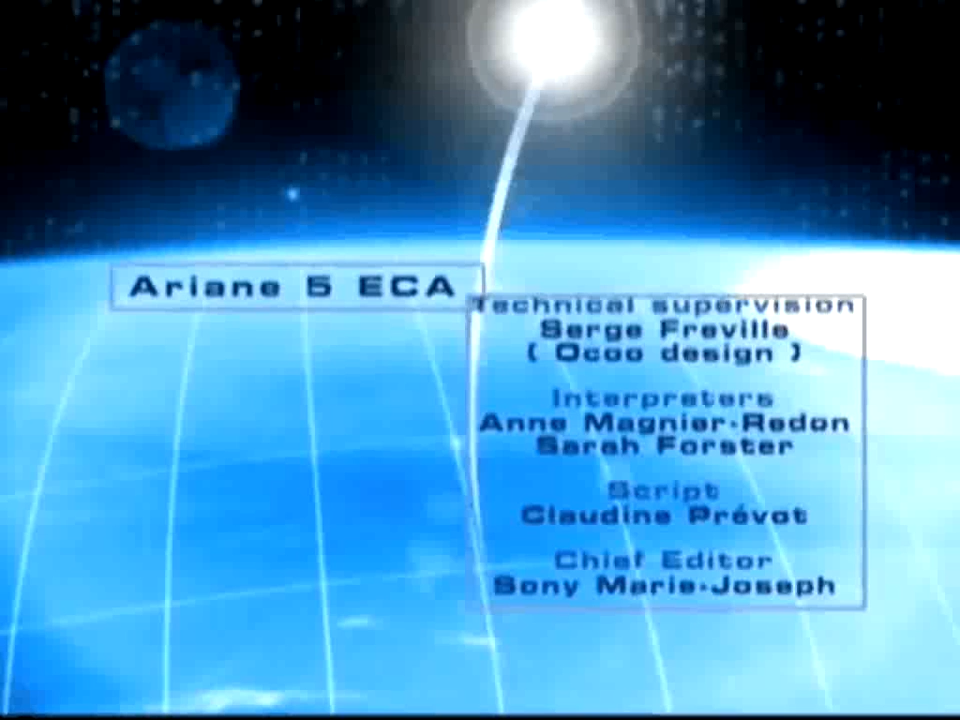 Ariane 5 ECA
Technical supervision
Serge Freville
( Ocoo design )
Interpreters
Anne Magnier-Redon
Sarah Forster
Script
Claudine Prévot
Chief Editor
Sony Marie-Joseph